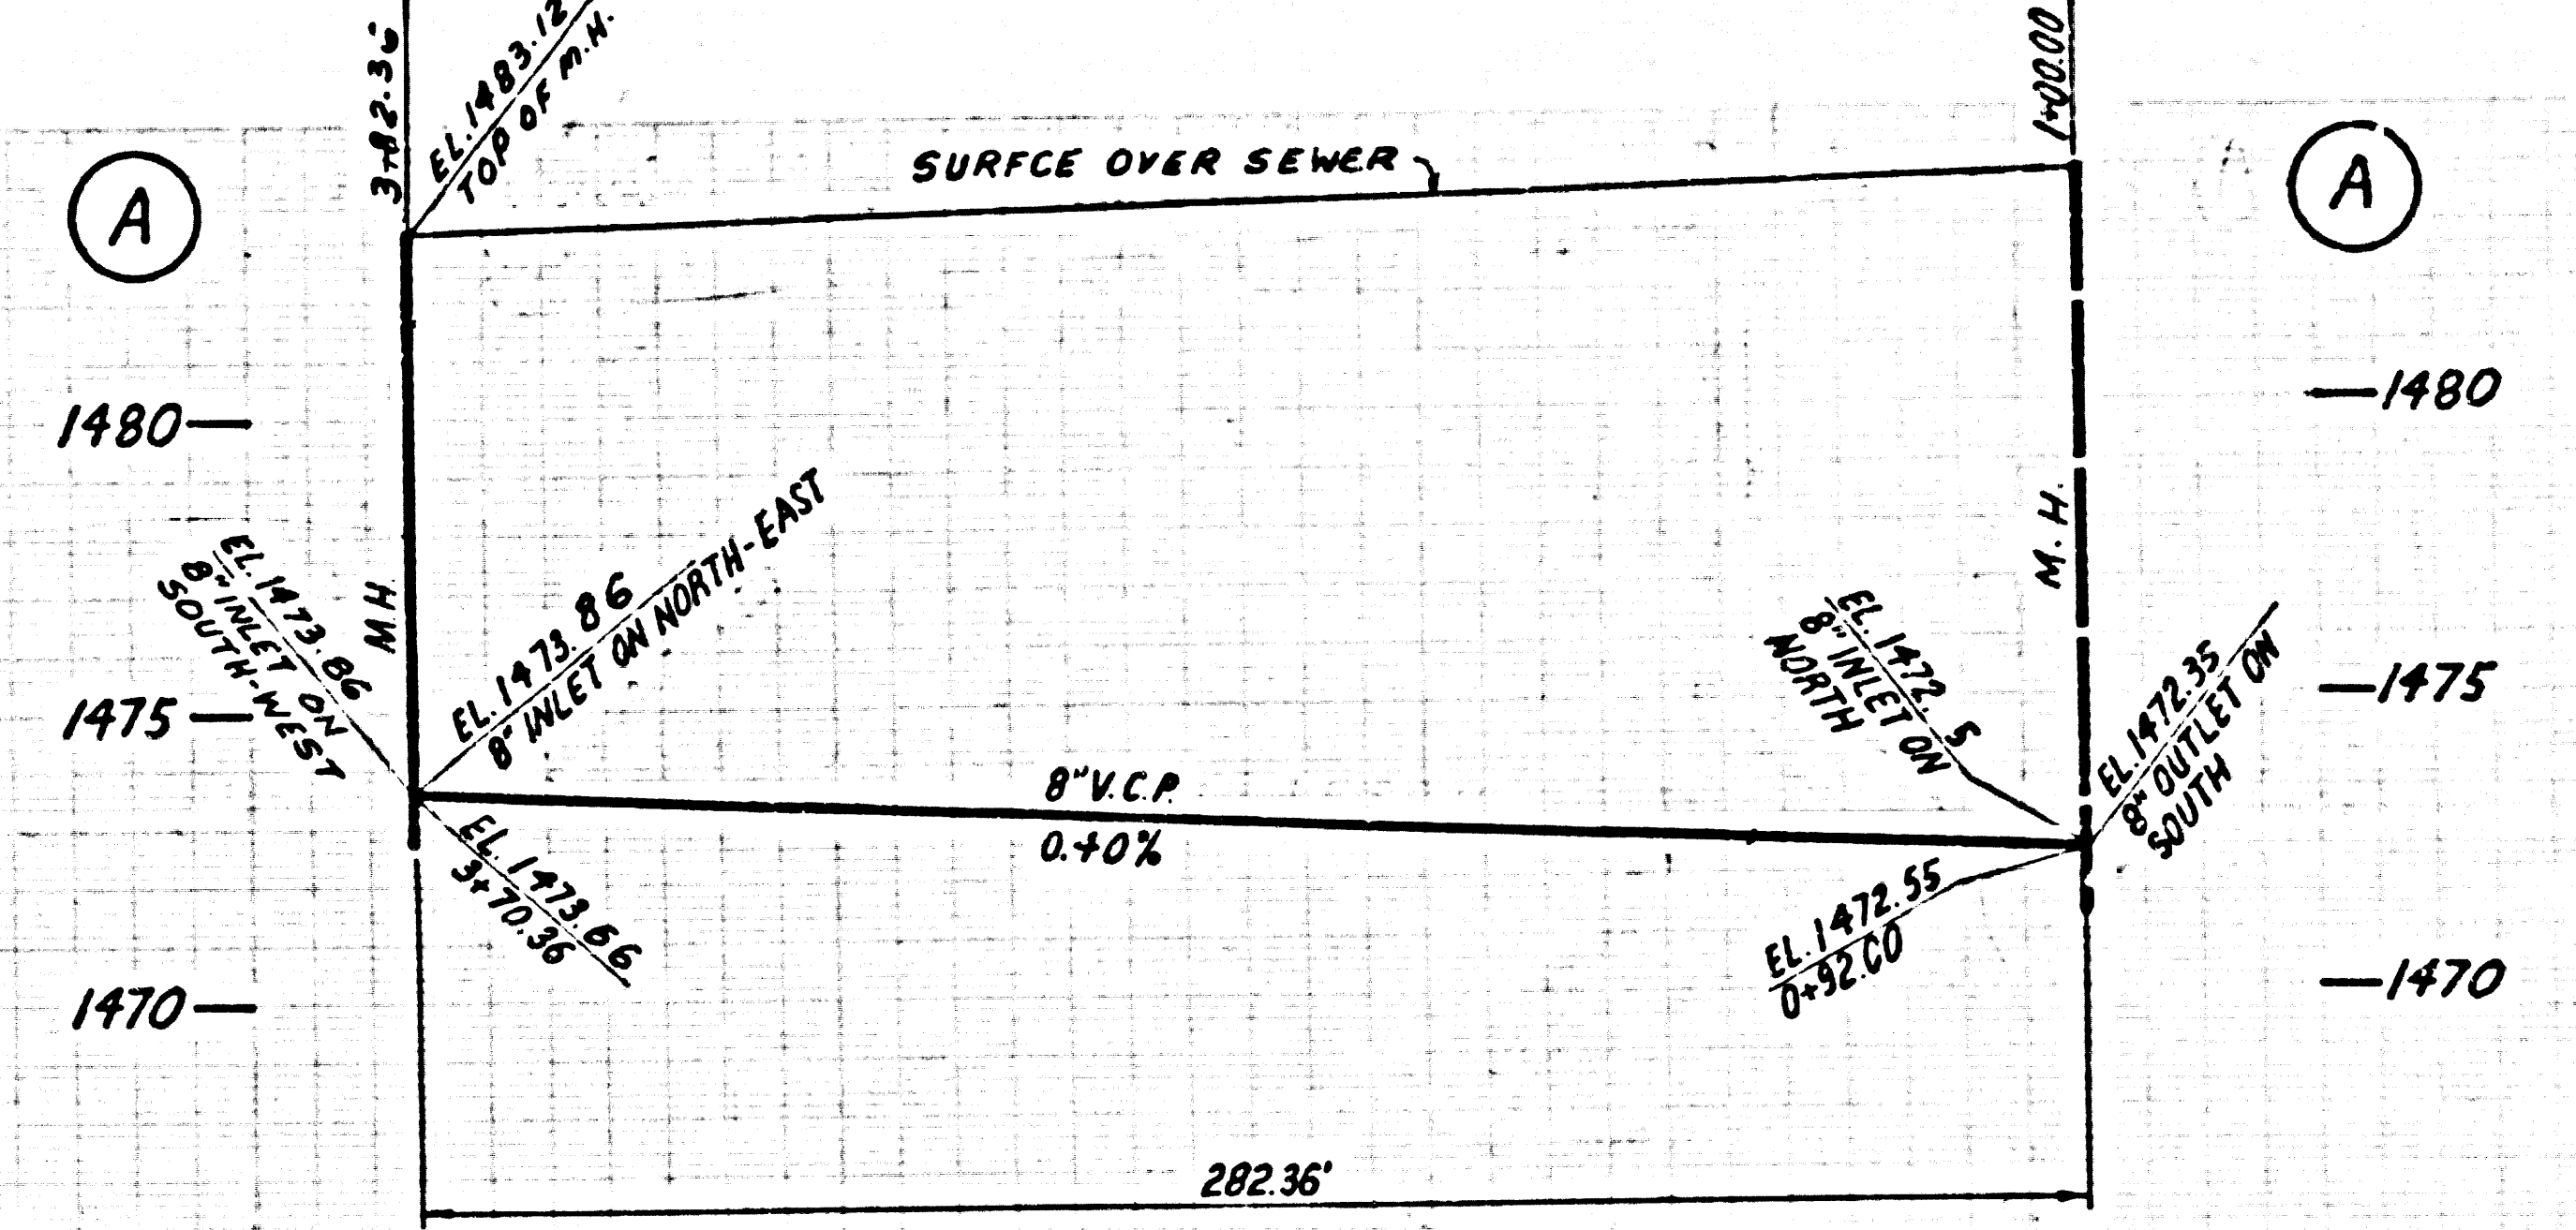 3+82.36
EL. 1483.12
TOP OF M.H.
1+00.00
SURFCE OVER SEWER
A
A
1480
1480
M.H.
M.H.
EL. 1473.86
8" INLET ON
SOUTH-WEST
EL. 1473.86
8" INLET ON NORTH-EAST
EL. 1472. 5
8" INLET ON
NORTH
EL. 1472.35
8" OUTLET ON
SOUTH
1475
1475
8" V.C.P.
0.40%
EL. 1473.66
3+70.36
EL. 1472.55
0+92.00
1470
1470
282.36'